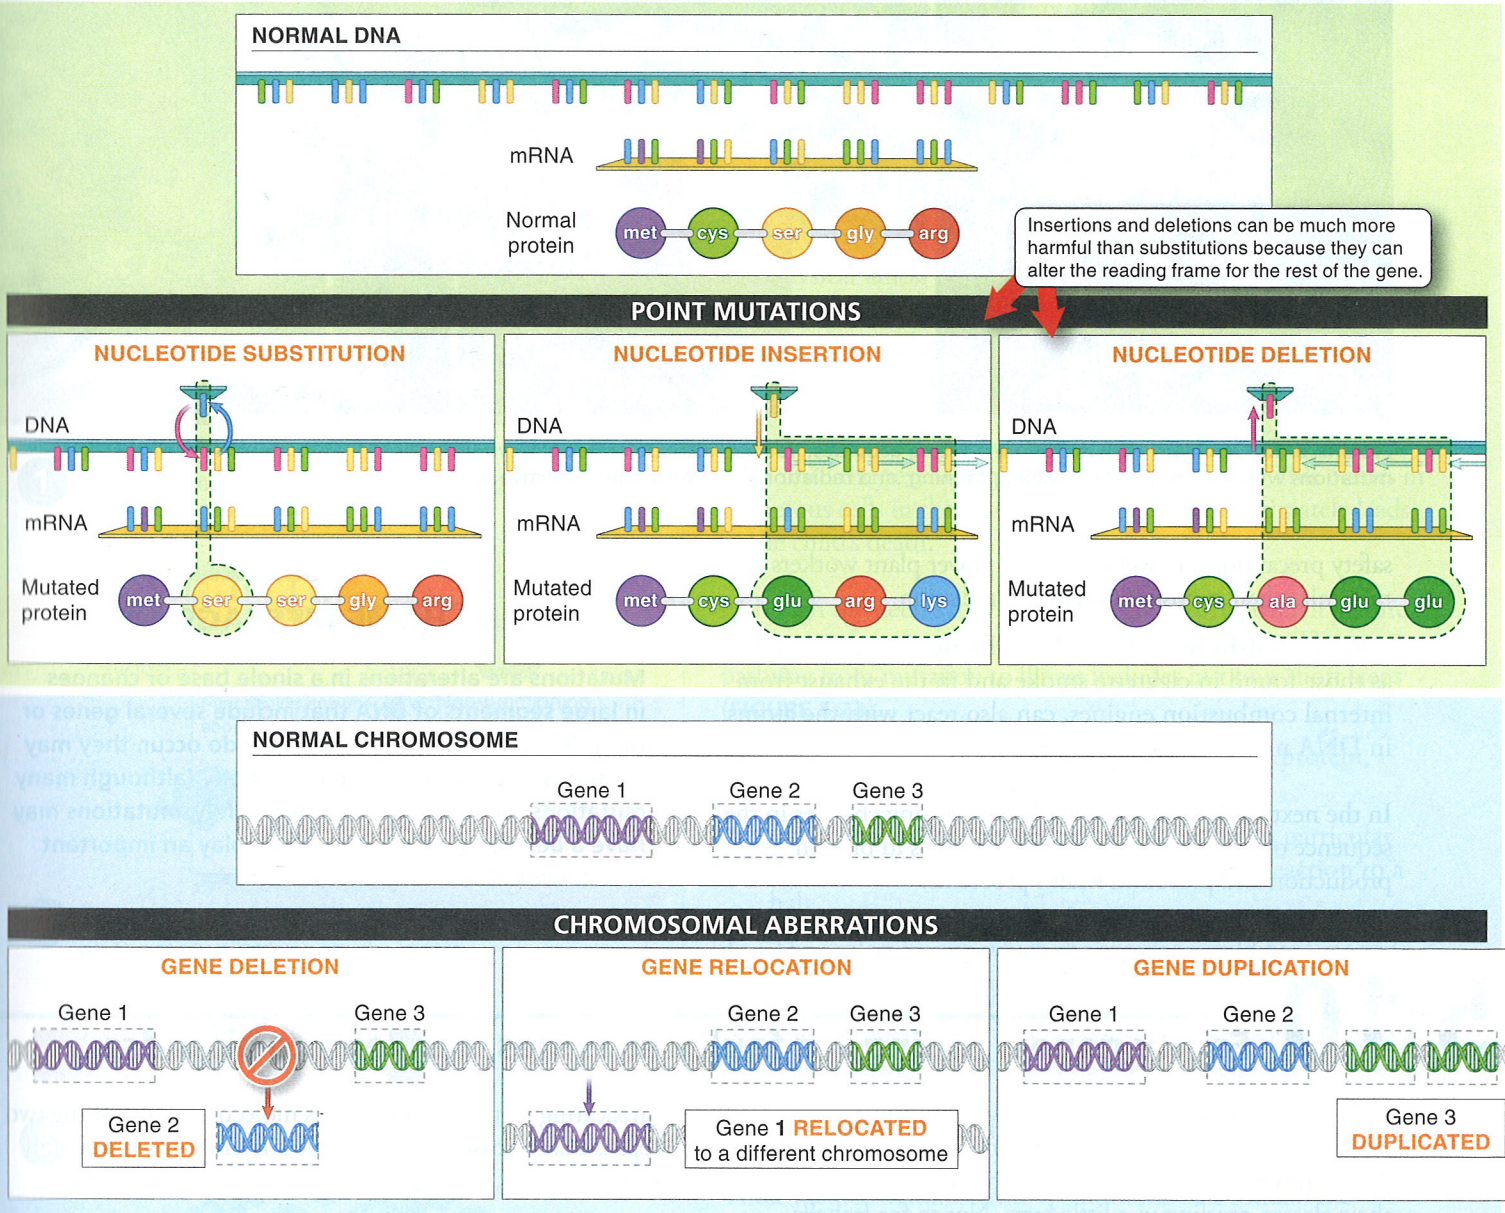 NORMAL DNA
mRNA
Normal
protein
met cys ser gly arg
Insertions and deletions can be much more
harmful than substitutions because they can
alter the reading frame for the rest of the gene.
POINT MUTATIONS
NUCLEOTIDE SUBSTITUTION
DNA
mRNA
Mutated
protein
met ser ser gly arg
NUCLEOTIDE INSERTION
DNA
mRNA
Mutated
protein
met cys glu arg lys
NUCLEOTIDE DELETION
DNA
mRNA
Mutated
protein
met cys ala glu glu
NORMAL CHROMOSOME
Gene 1 Gene 2 Gene 3
CHROMOSOMAL ABERRATIONS
GENE DELETION
Gene 1 Gene 3
Gene 2
DELETED
GENE RELOCATION
Gene 2 Gene 3
Gene 1 RELOCATED
to a different chromosome
GENE DUPLICATION
Gene 1 Gene 2
Gene 3
DUPLICATED